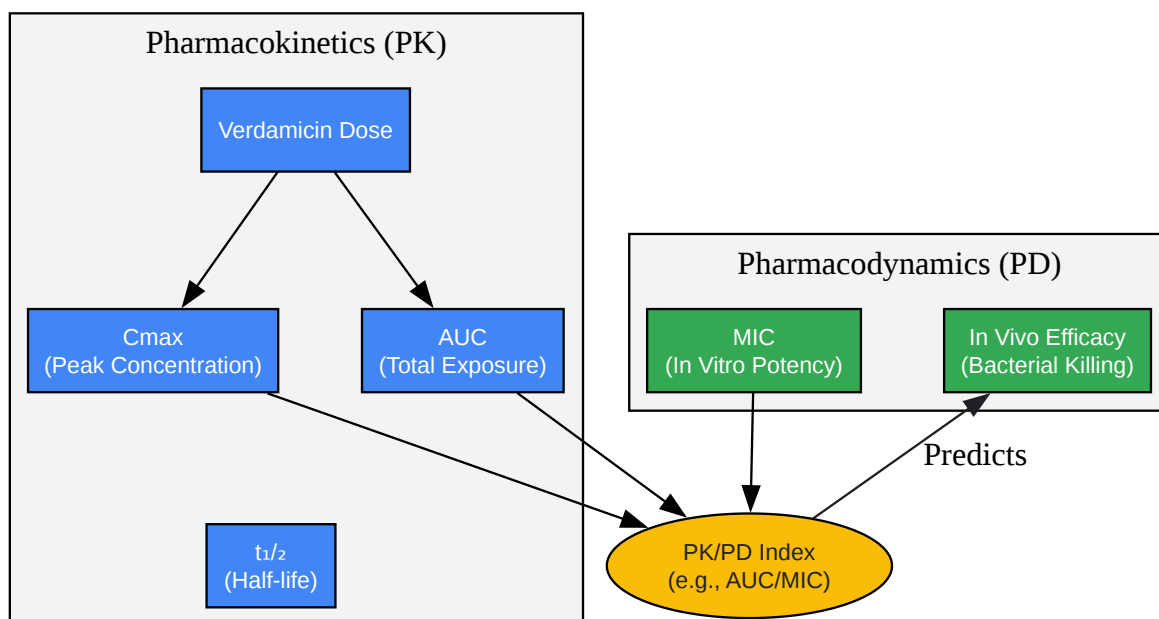 Pharmacokinetics (PK)
Verdamicin Dose
Cmax
(Peak Concentration)
AUC
(Total Exposure)
t₁/₂
(Half-life)
Pharmacodynamics (PD)
MIC
(In Vitro Potency)
In Vivo Efficacy
(Bacterial Killing)
Predicts
PK/PD Index
(e.g., AUC/MIC)